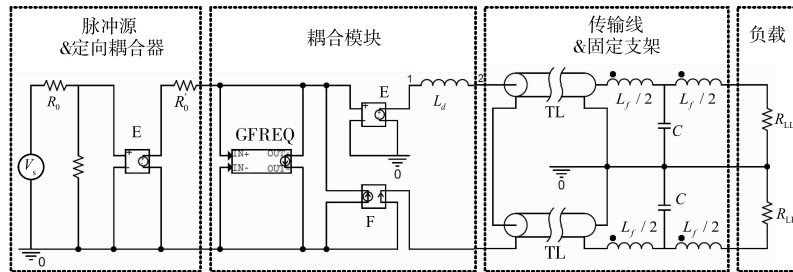 脉冲源
&定向耦合器
耦合模块
传输线
&固定支架
负载
R0
R0'
E
Vs
0
GFREQ
IN+
OUT+
IN-
OUT-
E
1
Ld
2
0
F
TL
Lf / 2
Lf / 2
C
RLL
0
C
TL
Lf / 2
Lf / 2